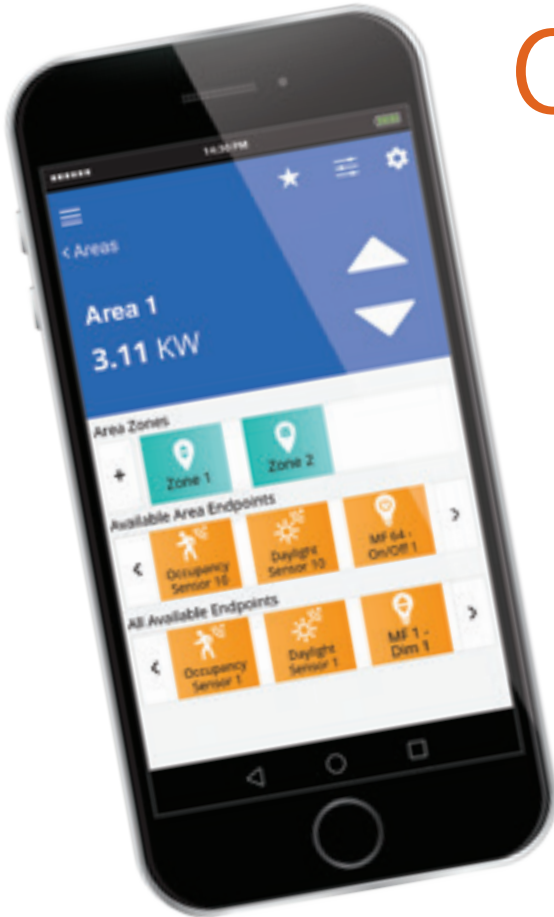 14:30 PM
< Areas
Area 1
3.11 KW
Area Zones
+
Zone 1
Zone 2
Available Area Endpoints
<
Occupancy
Sensor 10
Daylight
Sensor 10
MF 64 -
On/Off 1
>
All Available Endpoints
<
Occupancy
Sensor 1
Daylight
Sensor 1
MF 1 -
Dim 1
>